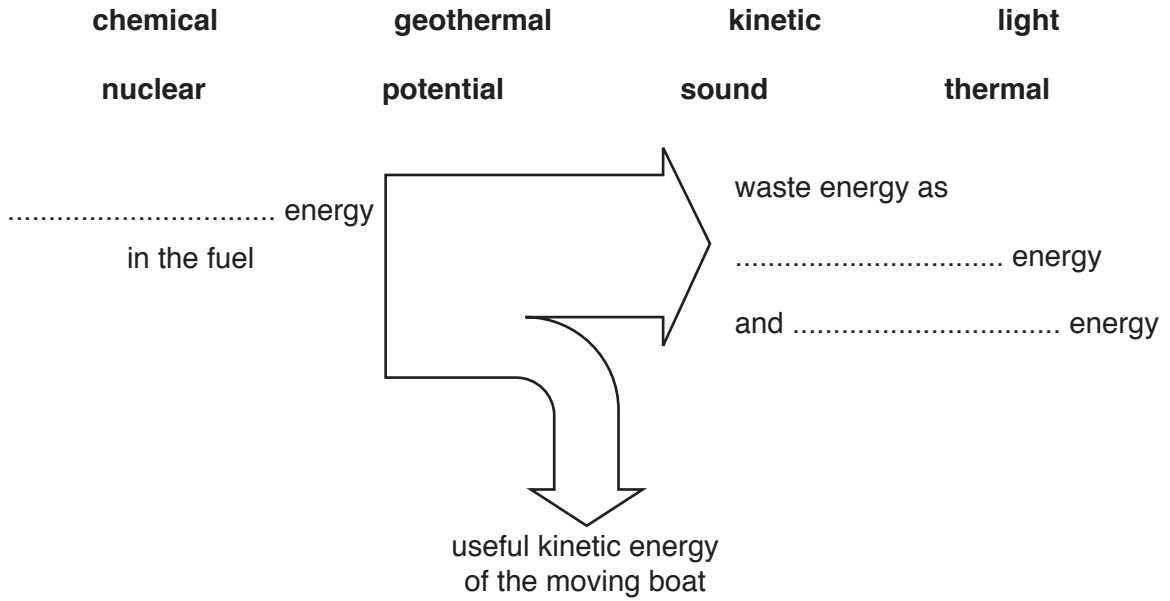 chemical geothermal kinetic light
nuclear potential sound thermal
................................. energy
in the fuel
waste energy as
................................. energy
and ................................. energy
useful kinetic energy
of the moving boat